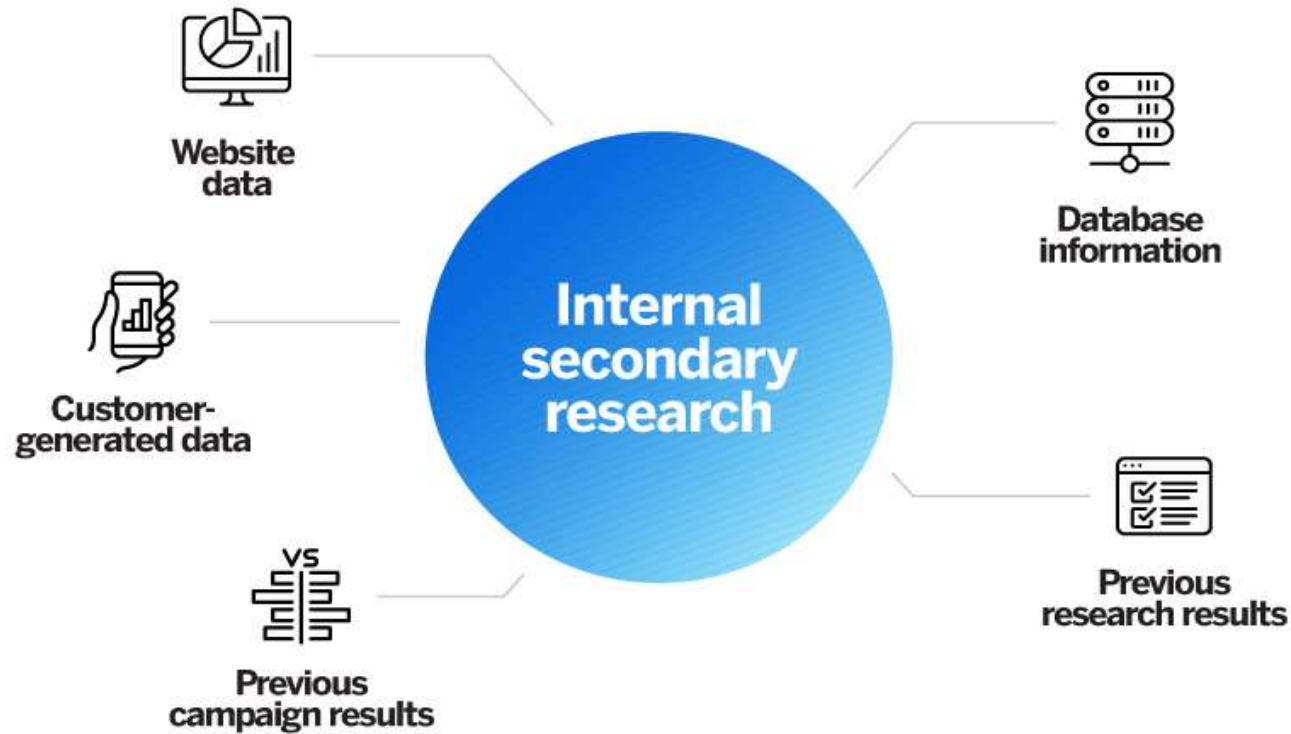 Website
data
Database
information
Internal
secondary
research
Customer-
generated data
VS
Previous
campaign results
Previous
research results